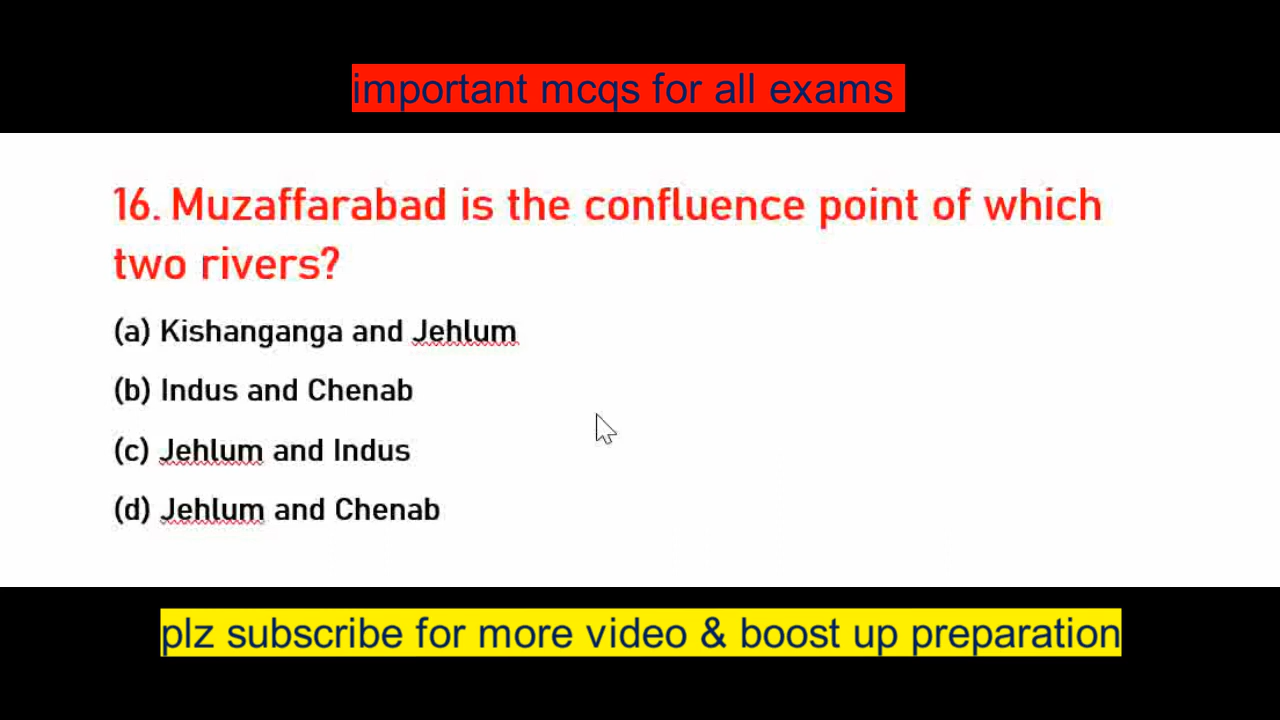 important mcqs for all exams
16. Muzaffarabad is the confluence point of which
two rivers?
(a) Kishanganga and Jehlum
(b) Indus and Chenab
(c) Jehlum and Indus
(d) Jehlum and Chenab
plz subscribe for more video & boost up preparation